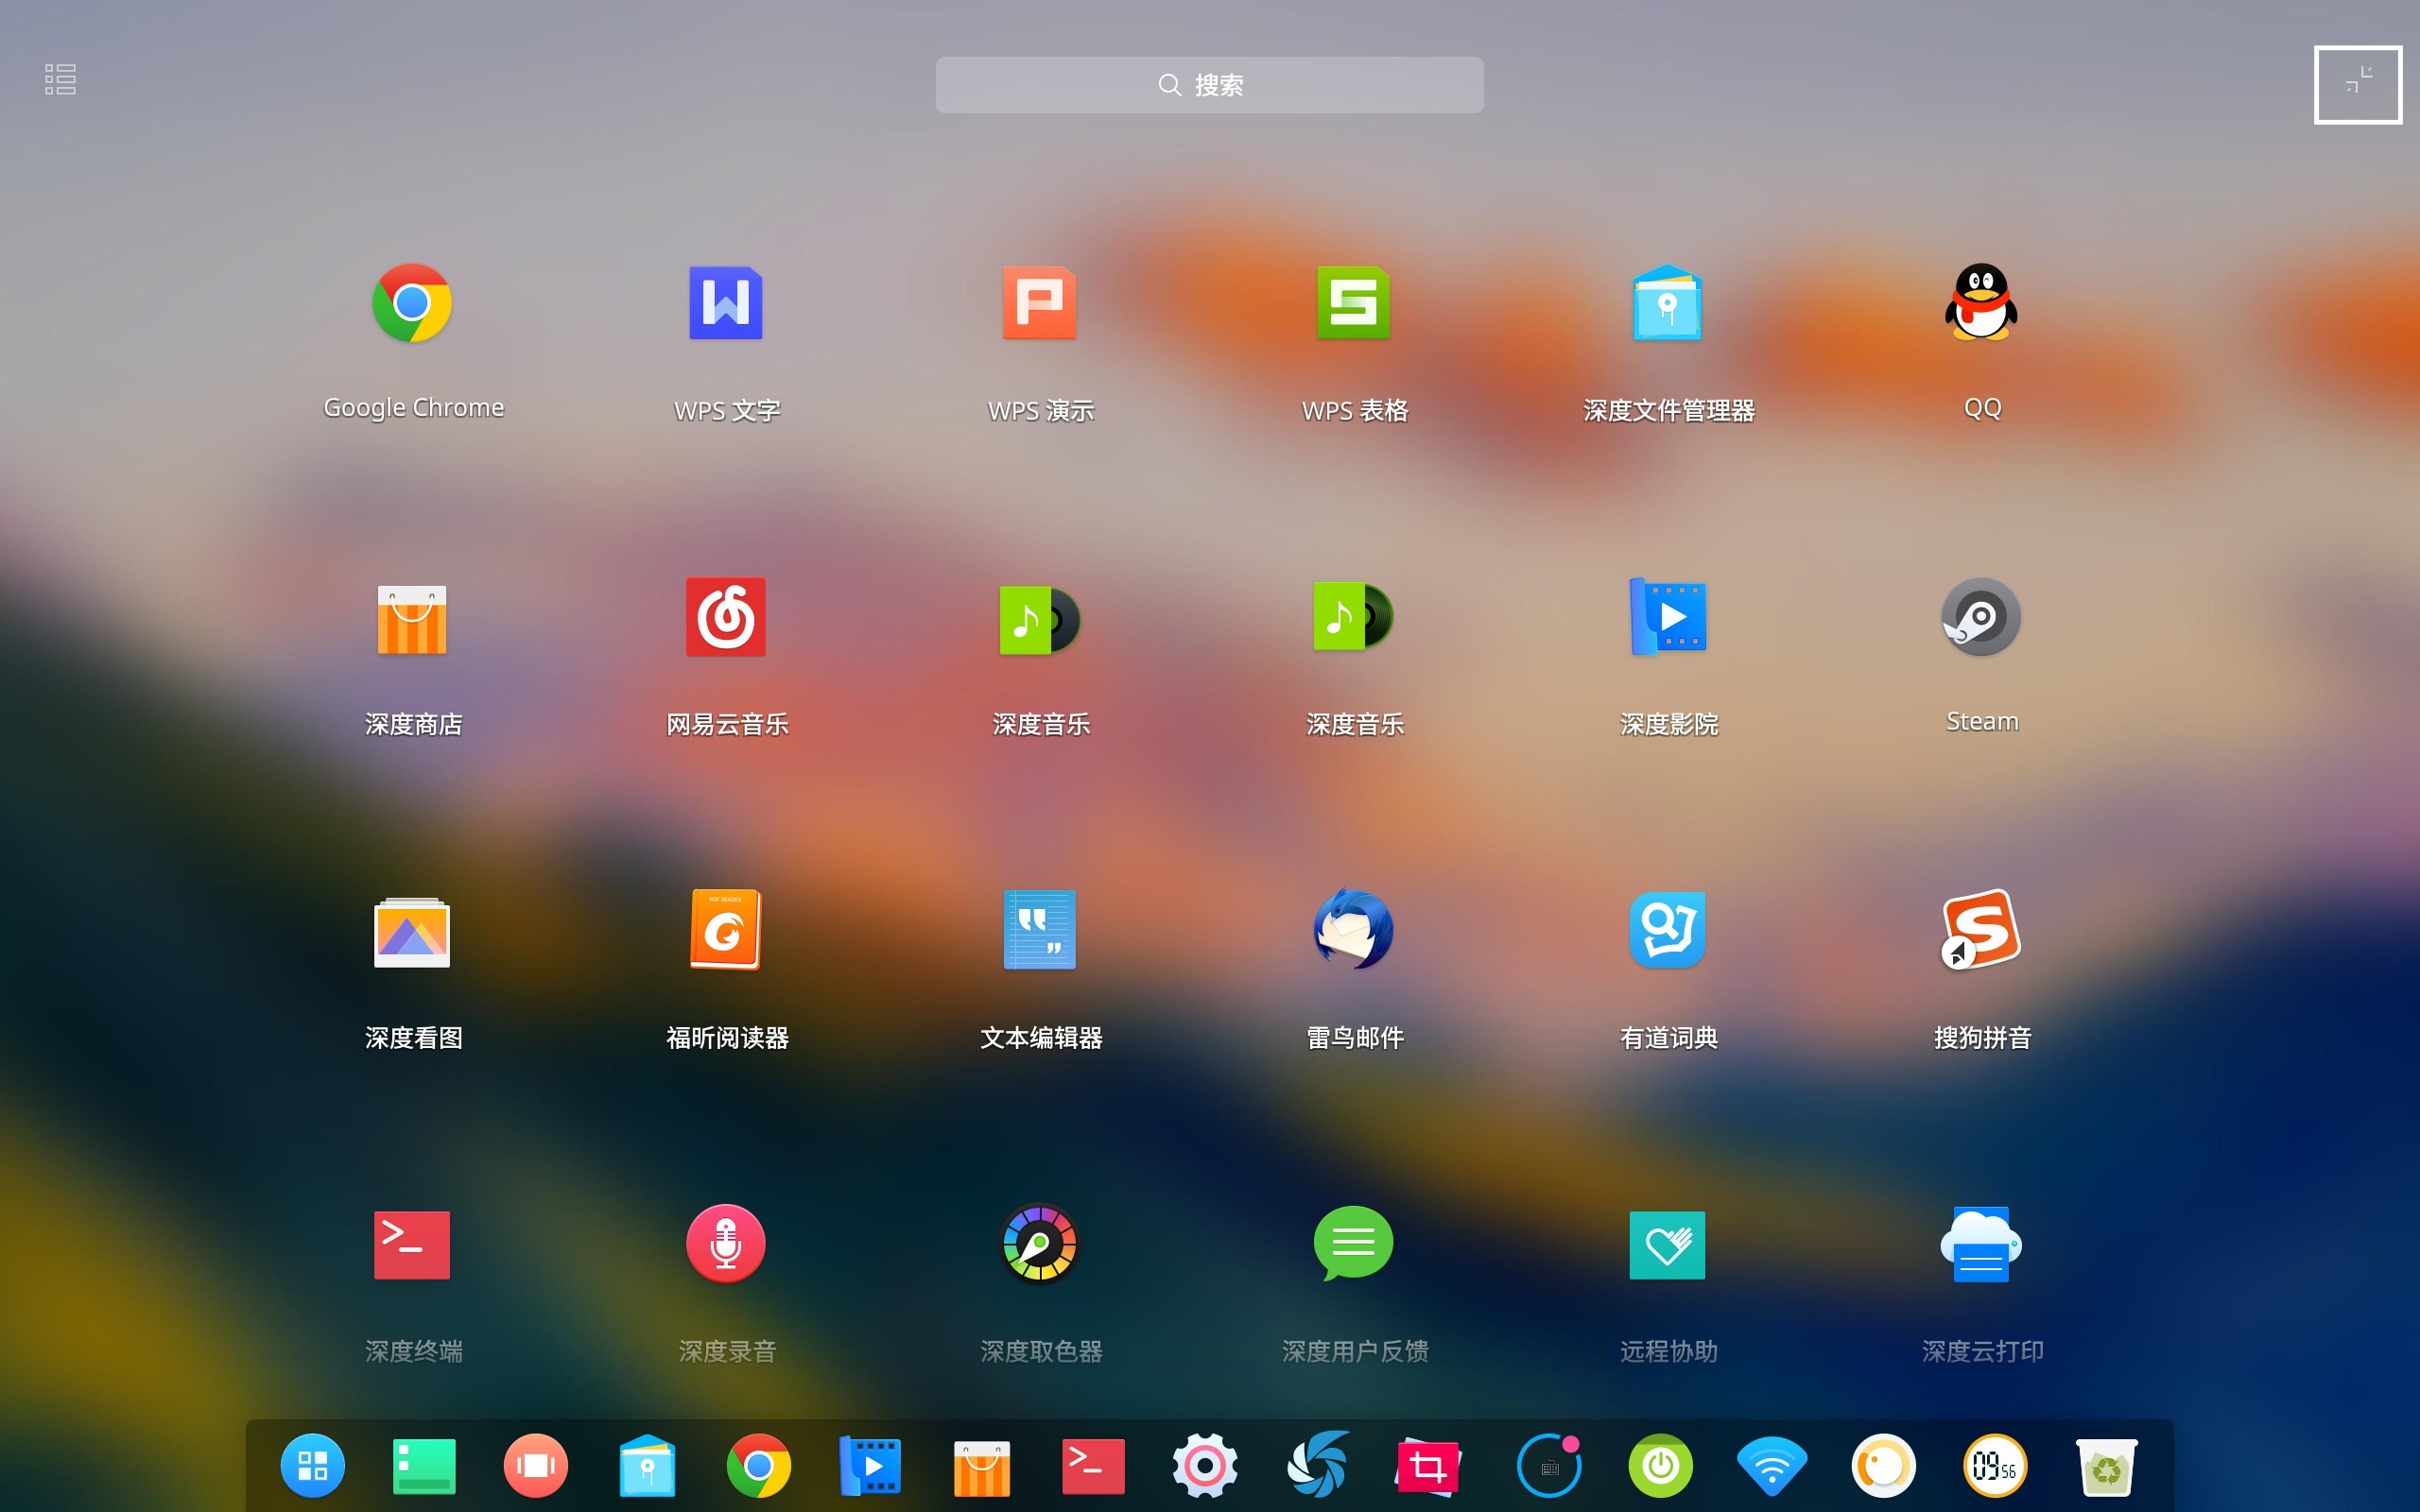 搜索
Google Chrome
WPS 文字
WPS 演示
WPS 表格
深度文件管理器
QQ
深度商店
网易云音乐
深度音乐
深度音乐
深度影院
Steam
PDF READER
深度看图
福昕阅读器
文本编辑器
雷鸟邮件
有道词典
搜狗拼音
深度终端
深度录音
深度取色器
深度用户反馈
远程协助
深度云打印
09 56